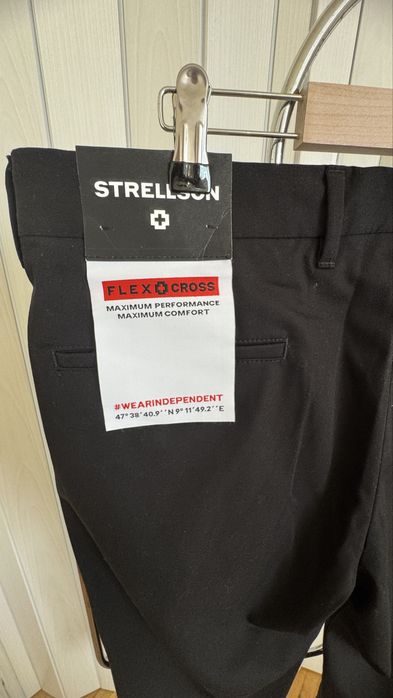 STRELLSON
FLEX CROSS
MAXIMUM PERFORMANCE
MAXIMUM COMFORT
#WEARINDEPENDENT
47°38'40.9''N 9°11'49.2''E